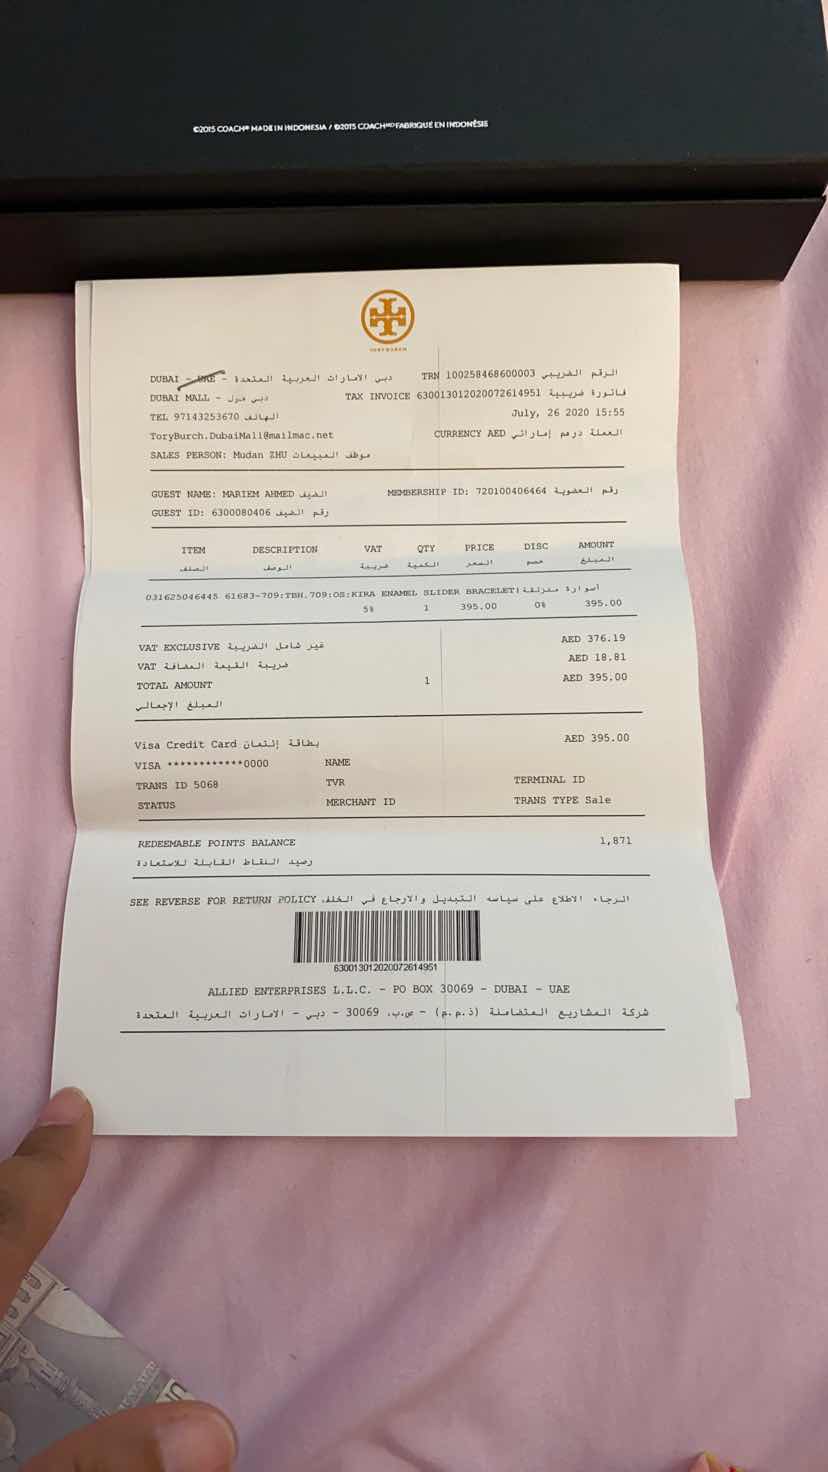 ©2015 COACH® MADE IN INDONESIA / ©2015 COACHᴹᴰ FABRIQUÉ EN INDONÉSIE
TORY BURCH
DUBAI - UAE - دبي الامارات العربية المتحدة TRN 100258468600003 الرقم الضريبي
DUBAI MALL - دبي مول TAX INVOICE 630013012020072614951 فاتورة ضريبية
TEL 97143253670 الهاتف July, 26 2020 15:55
ToryBurch.DubaiMall@mailmac.net CURRENCY AED العملة درهم إماراتي
SALES PERSON: Mudan ZHU موظف المبيعات
GUEST NAME: MARIEM AHMED الضيف MEMBERSHIP ID: 720100406464 رقم العضوية
GUEST ID: 6300080406 رقم الضيف
ITEM DESCRIPTION VAT QTY PRICE DISC AMOUNT
الصنف الوصف ضريبة الكمية السعر خصم المبلغ
031625046445 61683-709:TBH.709:OS:KIRA ENAMEL SLIDER BRACELET| أسوارة منزلقة
5% 1 395.00 0% 395.00
VAT EXCLUSIVE غير شامل الضريبة AED 376.19
VAT ضريبة القيمة المضافة AED 18.81
TOTAL AMOUNT 1 AED 395.00
المبلغ الإجمالي
Visa Credit Card بطاقة إئتمان AED 395.00
VISA ************0000 NAME
TRANS ID 5068 TVR TERMINAL ID
STATUS MERCHANT ID TRANS TYPE Sale
REDEEMABLE POINTS BALANCE 1,871
رصيد النقاط القابلة للاستعادة
SEE REVERSE FOR RETURN POLICY الرجاء الاطلاع على سياسه التبديل والارجاع في الخلف
630013012020072614951
ALLIED ENTERPRISES L.L.C. - PO BOX 30069 - DUBAI - UAE
شركة المشاريع المتضامنة (ذ.م.م) - ص.ب. 30069 - دبي - الامارات العربية المتحدة